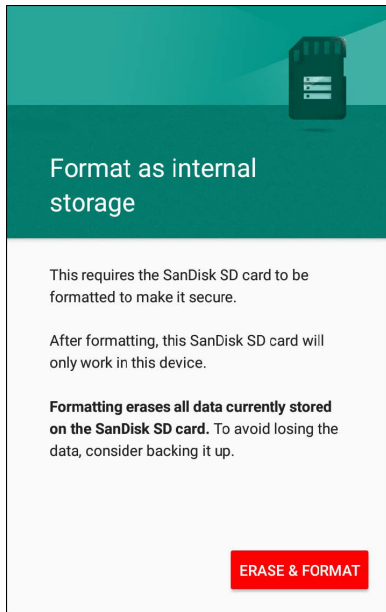 Format as internal
storage
This requires the SanDisk SD card to be
formatted to make it secure.
After formatting, this SanDisk SD card will
only work in this device.
Formatting erases all data currently stored
on the SanDisk SD card. To avoid losing the
data, consider backing it up.
ERASE & FORMAT